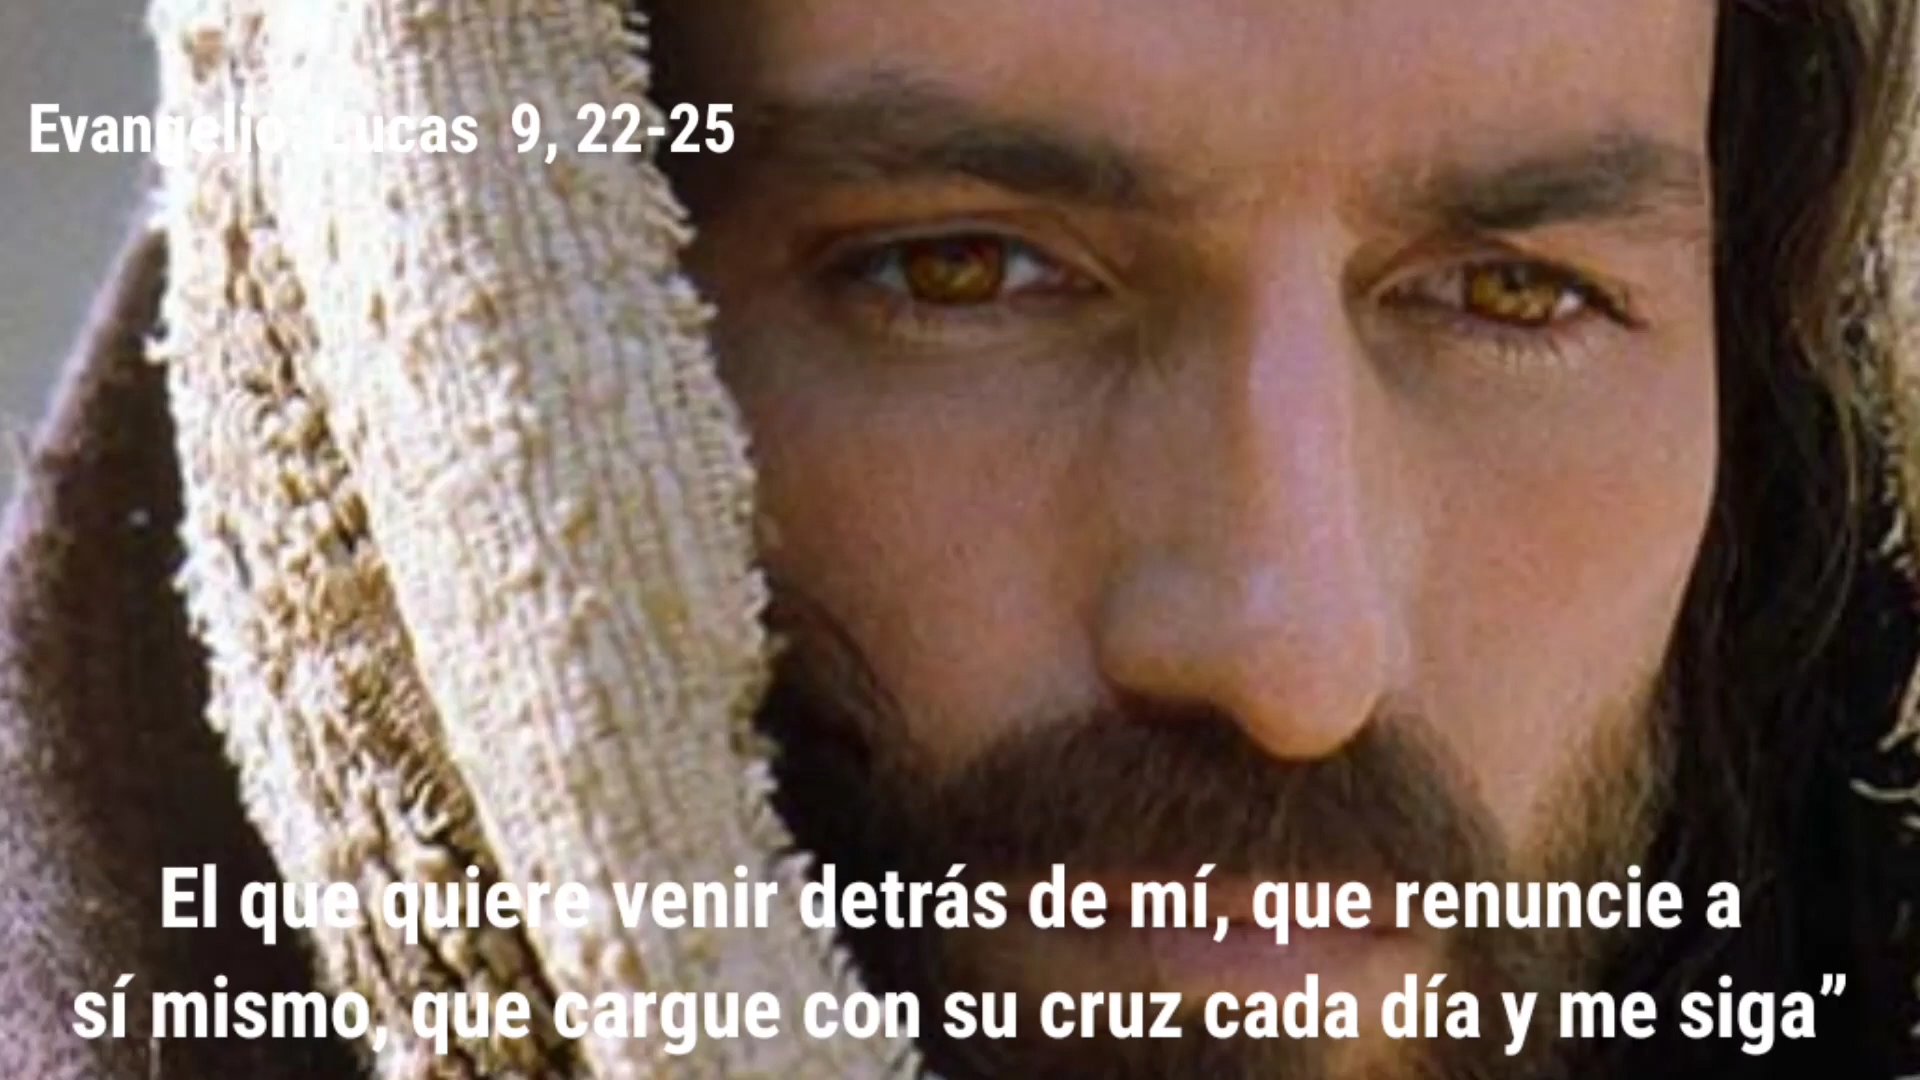 Evangelio: Lucas 9, 22-25
El que quiere venir detrás de mí, que renuncie a
sí mismo, que cargue con su cruz cada día y me siga”